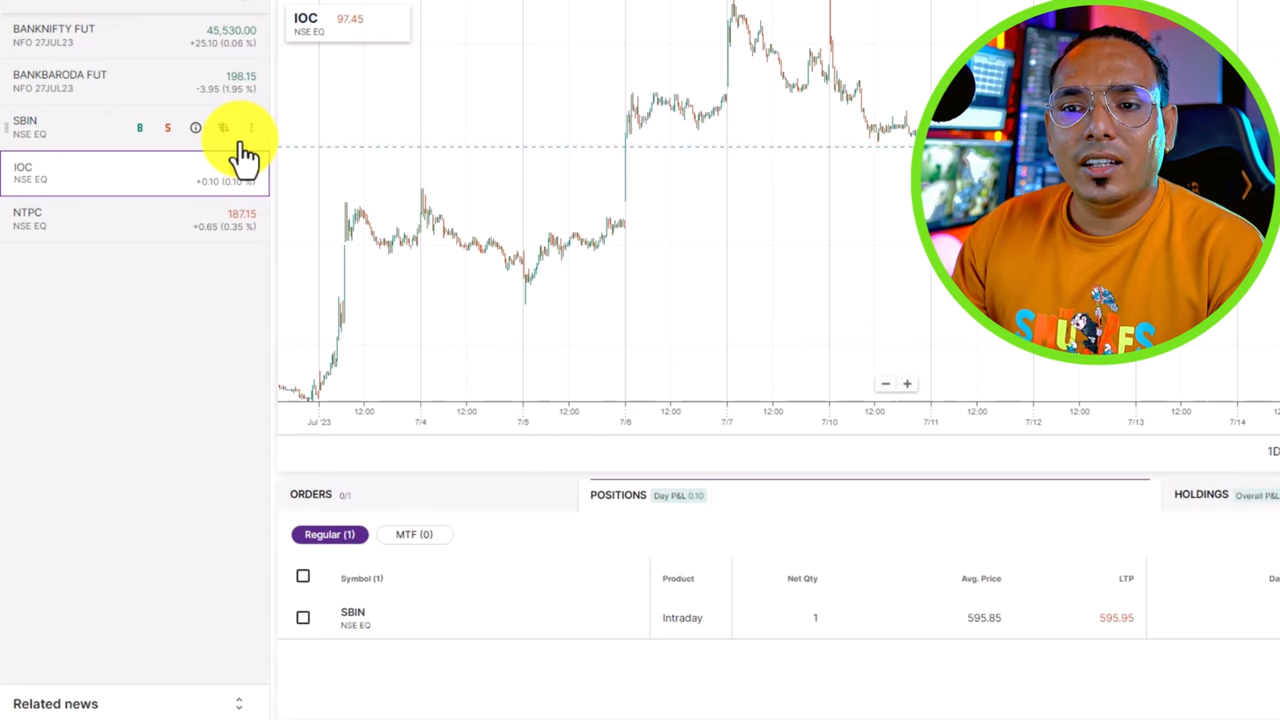 BANKNIFTY FUT
45,530.00
NFO 27JUL23
+25.10 (0.06 %)
BANKBARODA FUT
198.15
NFO 27JUL23
-3.95 (1.95 %)
SBIN
NSE EQ
B S
IOC
NSE EQ
+0.10 (0.10 %)
NTPC
187.15
NSE EQ
+0.65 (0.35 %)
Related news
IOC 97.45
NSE EQ
12:00 12:00 12:00 12:00 12:00 12:00 12:00 12:00 12:00
Jul '23 7/4 7/5 7/6 7/7 7/10 7/11 7/12 7/13 7/14
1D
ORDERS 0/1
POSITIONS Day P&L 0.10
HOLDINGS Overall P&L
Regular (1) MTF (0)
Symbol (1) Product Net Qty Avg. Price LTP
SBIN
NSE EQ
Intraday 1 595.85 595.95